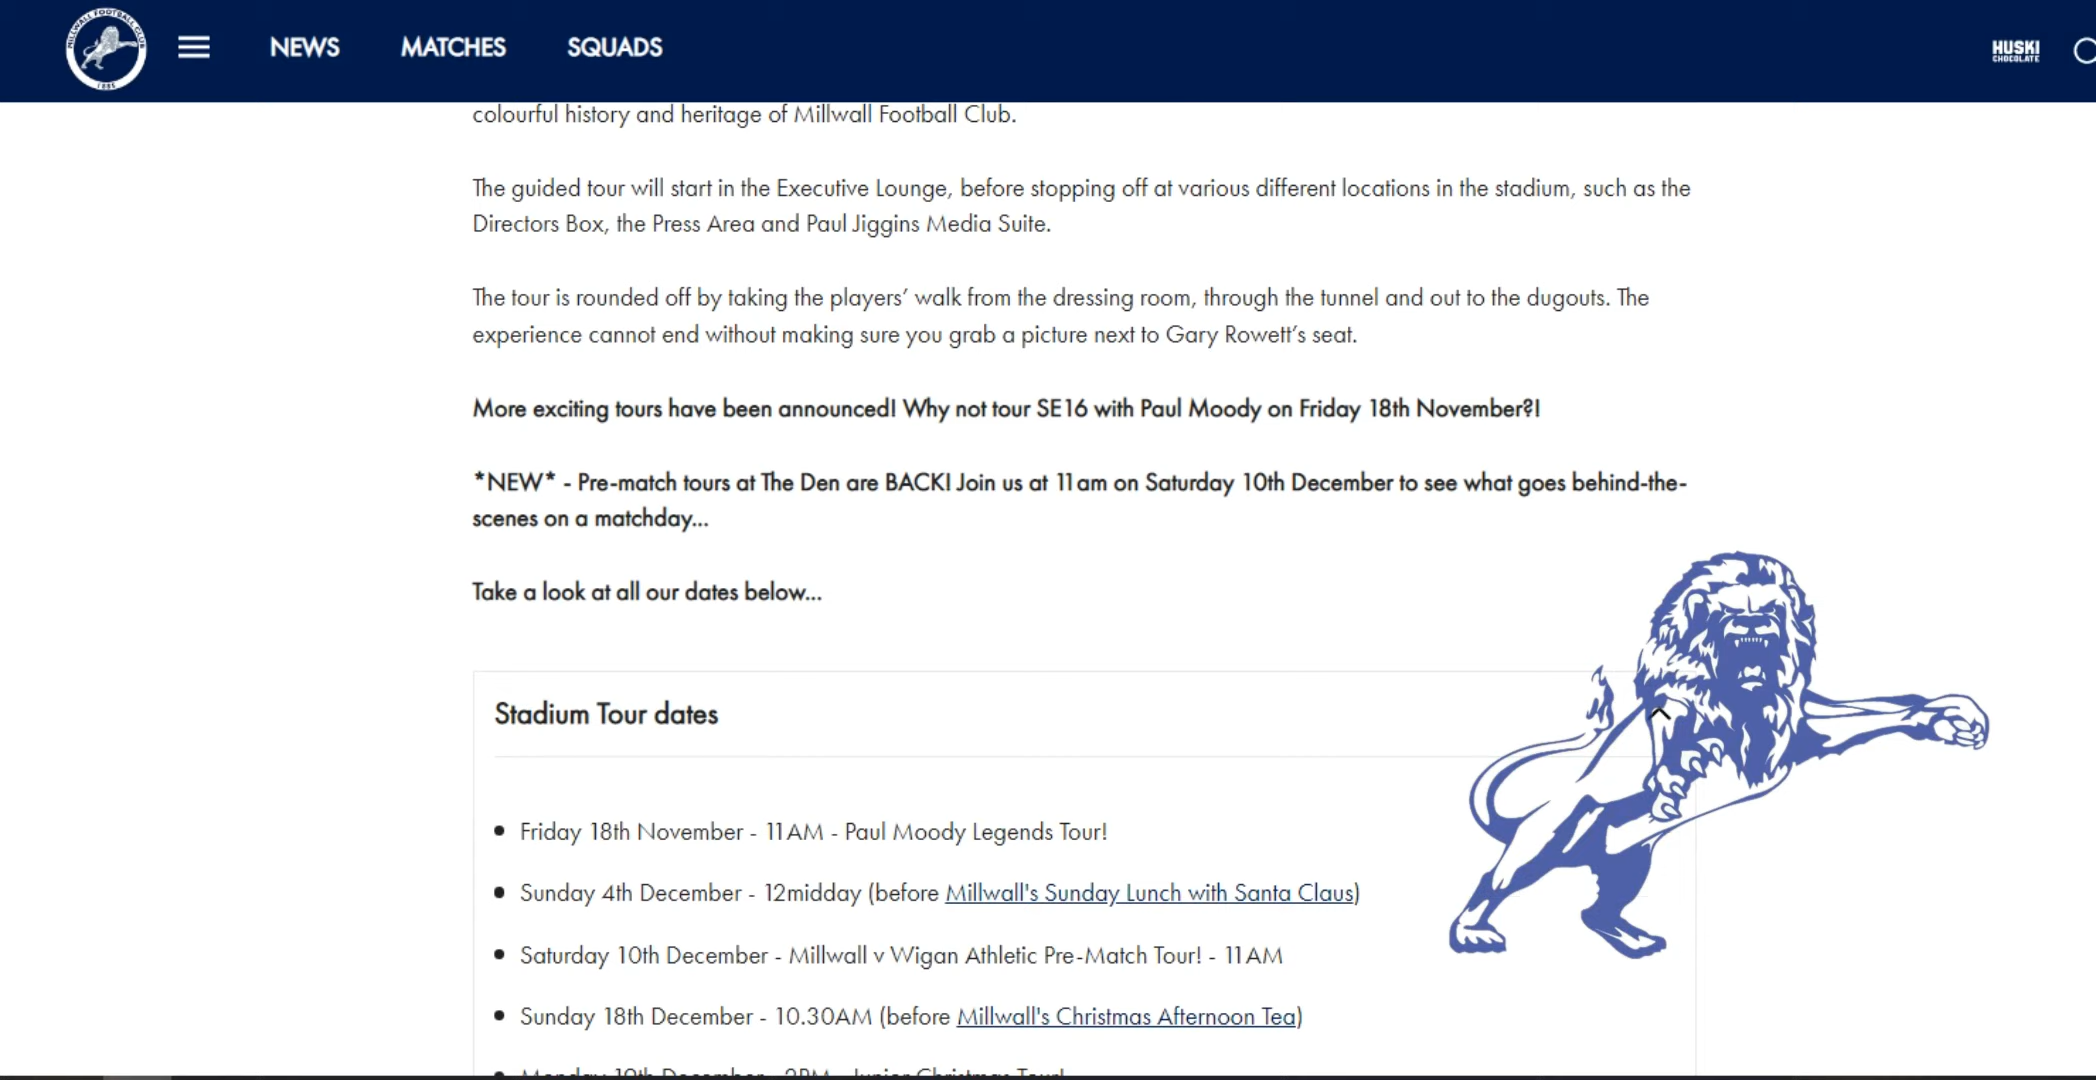 MILLWALL FOOTBALL CLUB
1885
NEWS
MATCHES
SQUADS
HUSKI
CHOCOLATE
colourful history and heritage of Millwall Football Club.
The guided tour will start in the Executive Lounge, before stopping off at various different locations in the stadium, such as the
Directors Box, the Press Area and Paul Jiggins Media Suite.
The tour is rounded off by taking the players’ walk from the dressing room, through the tunnel and out to the dugouts. The
experience cannot end without making sure you grab a picture next to Gary Rowett’s seat.
More exciting tours have been announced! Why not tour SE16 with Paul Moody on Friday 18th November?!
*NEW* - Pre-match tours at The Den are BACK! Join us at 11am on Saturday 10th December to see what goes behind-the-
scenes on a matchday...
Take a look at all our dates below...
Stadium Tour dates
Friday 18th November - 11AM - Paul Moody Legends Tour!
Sunday 4th December - 12midday (before Millwall's Sunday Lunch with Santa Claus)
Saturday 10th December - Millwall v Wigan Athletic Pre-Match Tour! - 11AM
Sunday 18th December - 10.30AM (before Millwall's Christmas Afternoon Tea)
Monday 19th December - 2PM - Junior Christmas Tour!